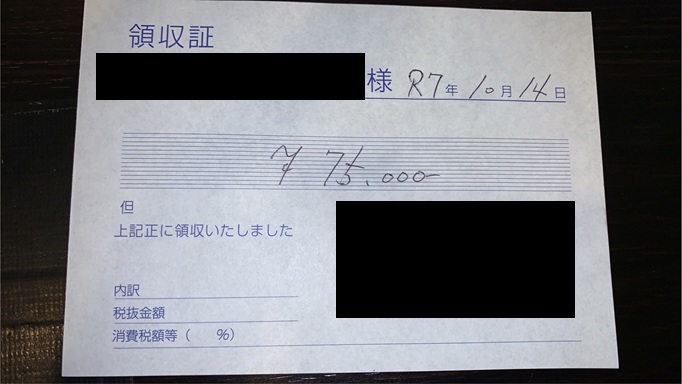 領収証
様 R7年10月14日
¥ 75.000-
但
上記正に領収いたしました
内訳
税抜金額
消費税額等（　　%）